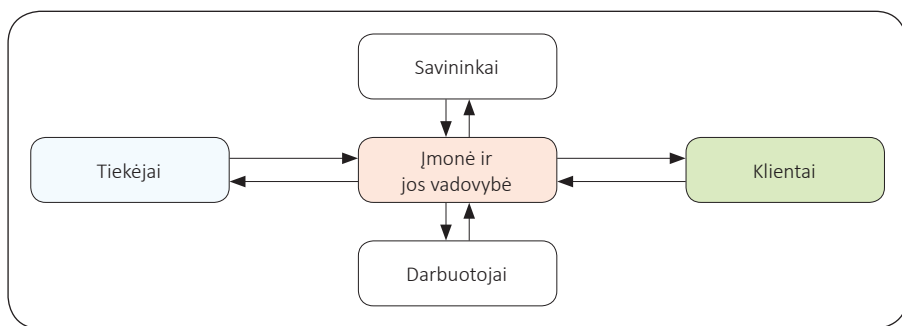 Savininkai
Tiekėjai
Įmonė ir
jos vadovybė
Klientai
Darbuotojai